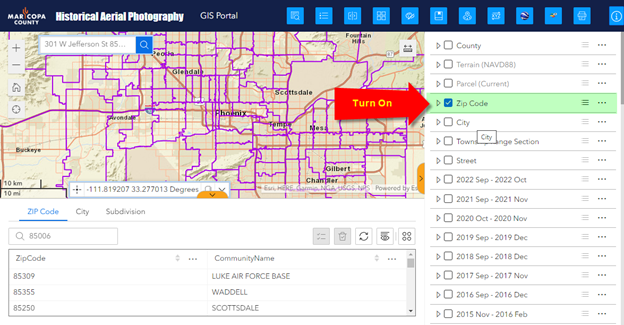 MARICOPA COUNTY
Historical Aerial Photography
GIS Portal
301 W Jefferson St 85...
Fountain Hills
Peoria
Glendale
Scottsdale
Phoenix
Avondale
Tempe
Mesa
Buckeye
Gilbert
Chandler
10 km
10 mi
-111.819207 33.277013 Degrees
Esri, HERE, Garmin, NGA, USGS, NPS
Powered by Es
Turn On
County
Terrain (NAVD88)
Parcel (Current)
Zip Code
City
City
Street
2022 Sep - 2022 Oct
2021 Sep - 2021 Nov
2020 Oct - 2020 Nov
2019 Sep - 2019 Dec
2018 Sep - 2018 Dec
2017 Sep - 2017 Nov
2016 Sep - 2016 Dec
2015 Nov - 2016 Feb
ZIP Code
City
Subdivision
85006
ZipCode
CommunityName
85309
LUKE AIR FORCE BASE
85355
WADDELL
85250
SCOTTSDALE